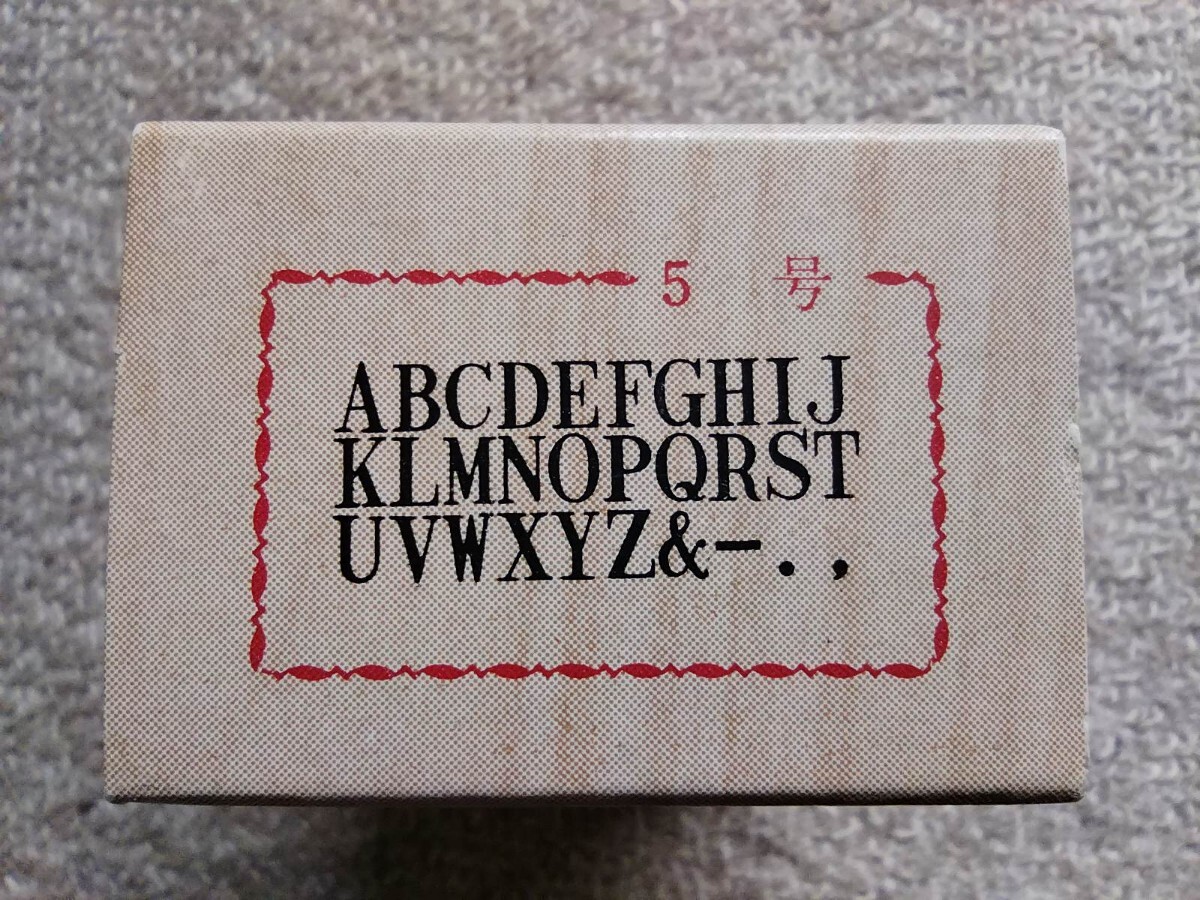 5 号
ABCDEFGHIJ
KLMNOPQRST
UVWXYZ&-.,